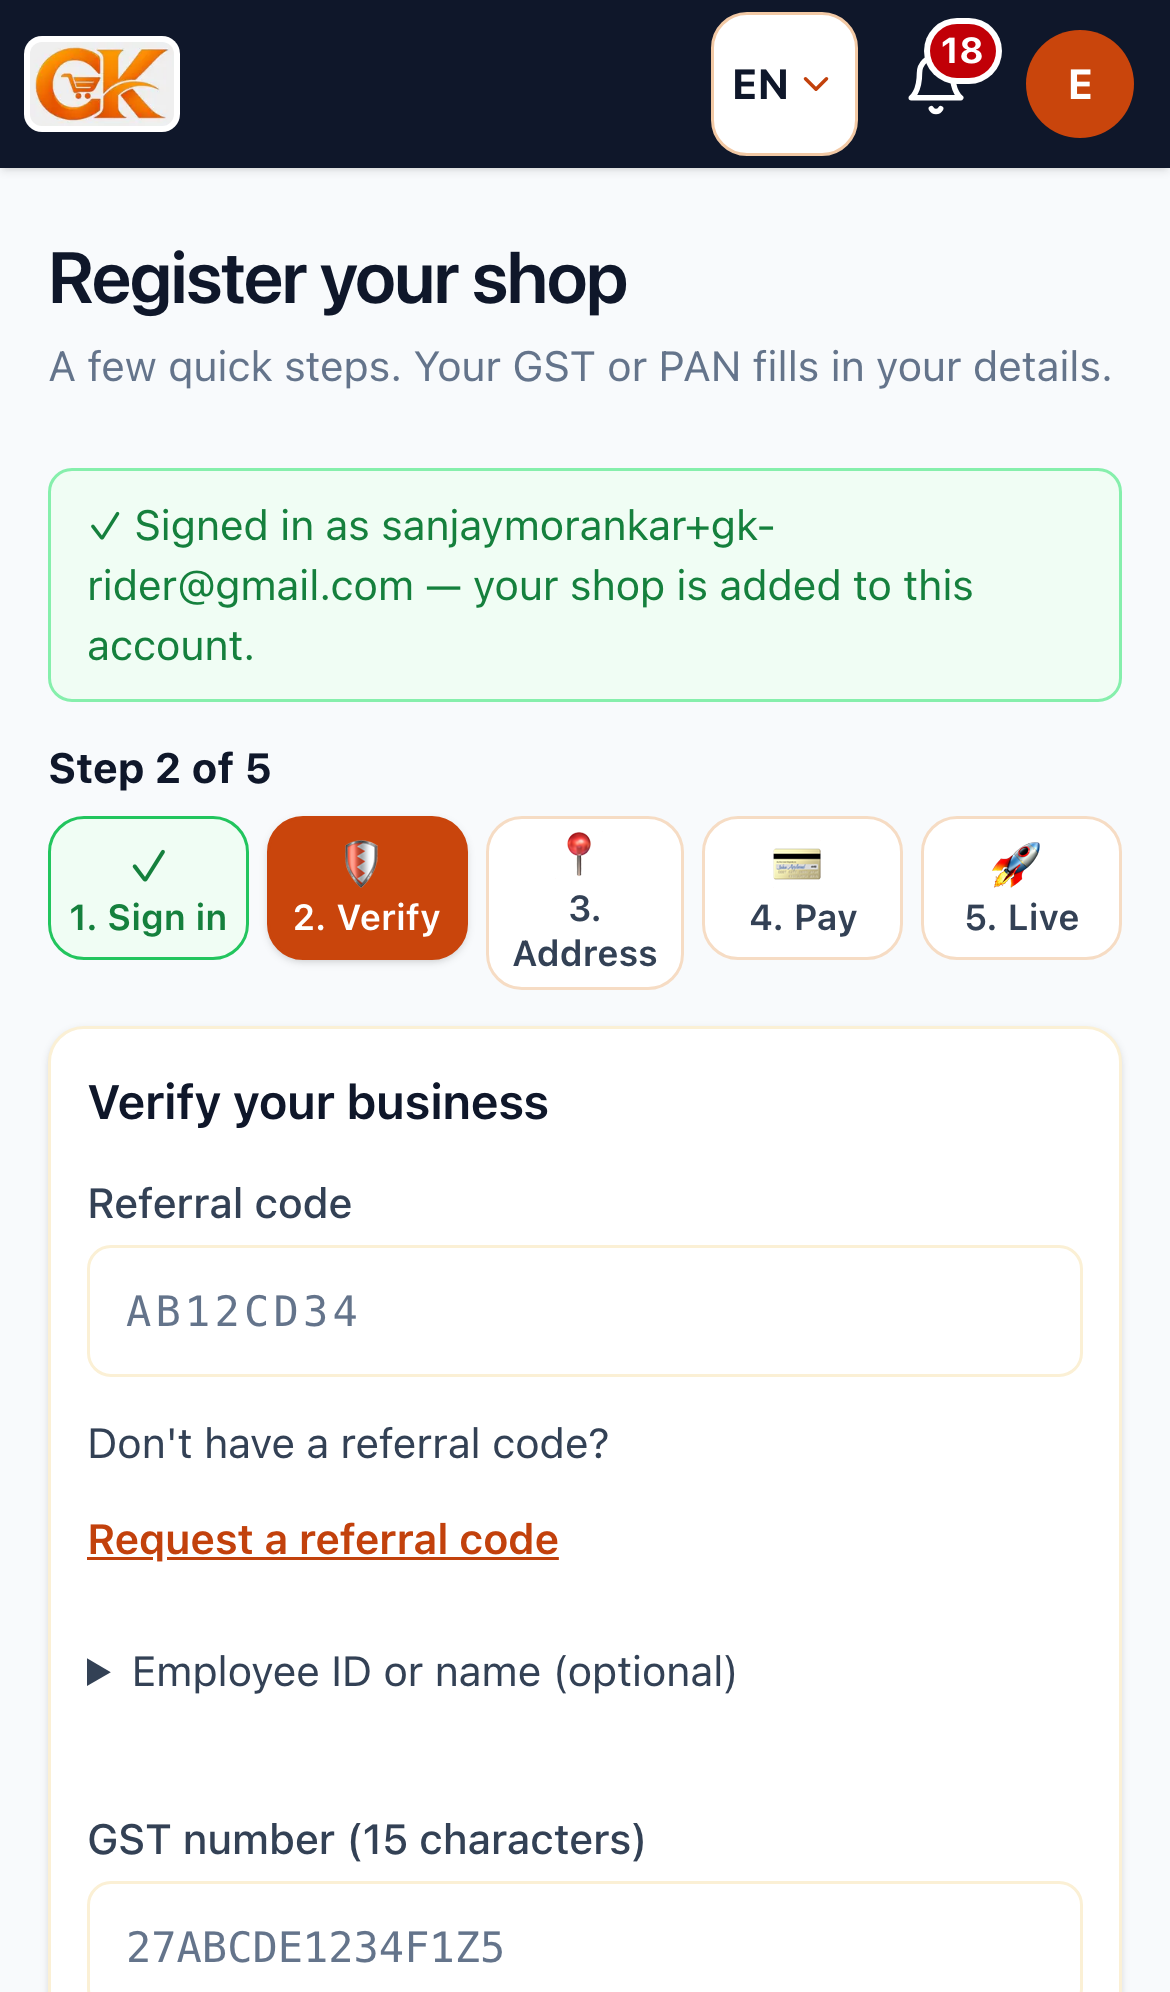 GK
EN
18
E
Register your shop
A few quick steps. Your GST or PAN fills in your details.
✓ Signed in as sanjaymorankar+gk-
rider@gmail.com — your shop is added to this
account.
Step 2 of 5
✓
1. Sign in
2. Verify
3.
Address
4. Pay
5. Live
Verify your business
Referral code
AB12CD34
Don't have a referral code?
Request a referral code
▶ Employee ID or name (optional)
GST number (15 characters)
27ABCDE1234F1Z5